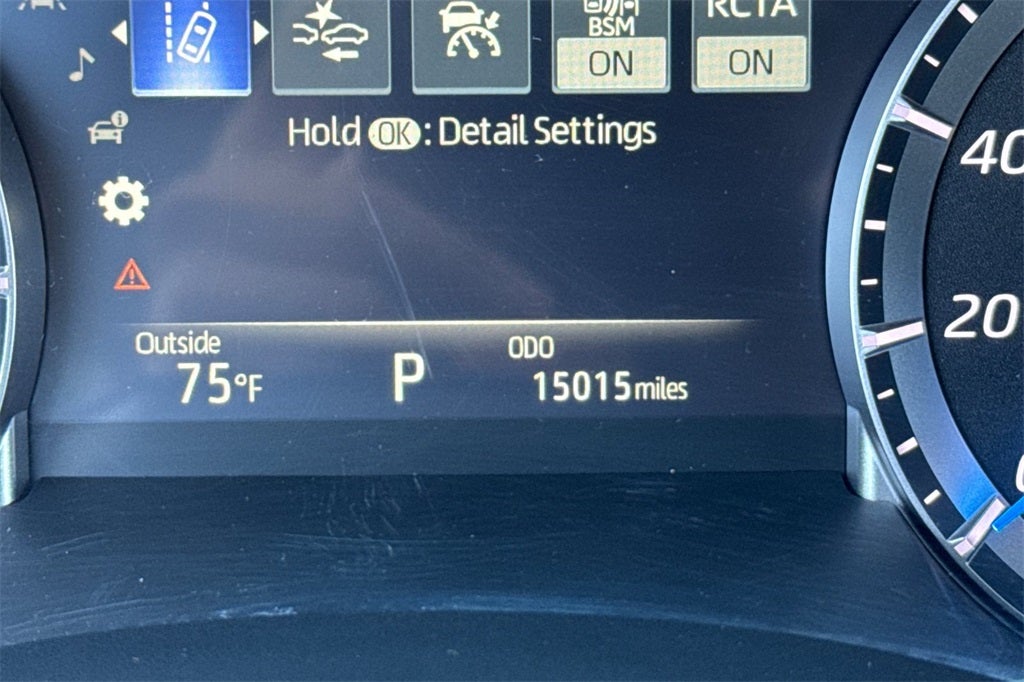 BSM
RCTA
ON
ON
Hold OK : Detail Settings
40
20
Outside
ODO
75°F
P
15015 miles